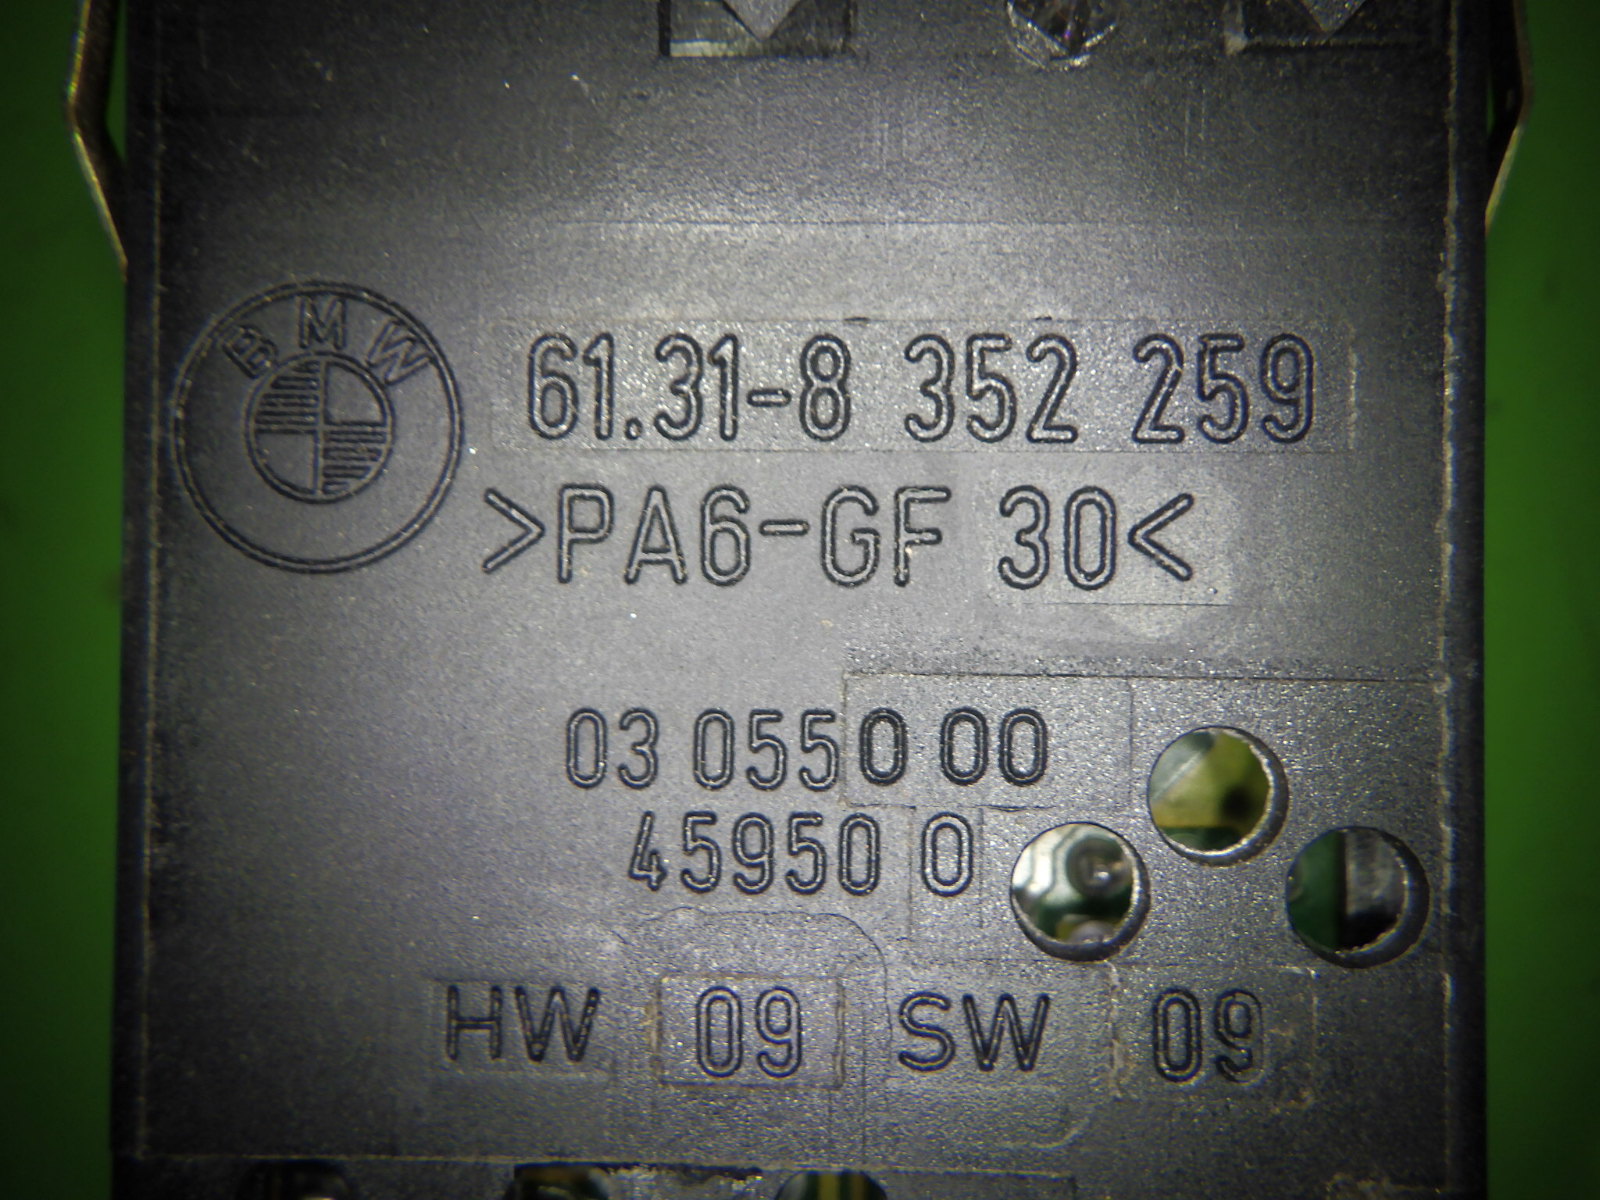 BMW
61.31-8 352 259
>PA6-GF 30<
03 0550 00
45950 0
HW 09 SW 09